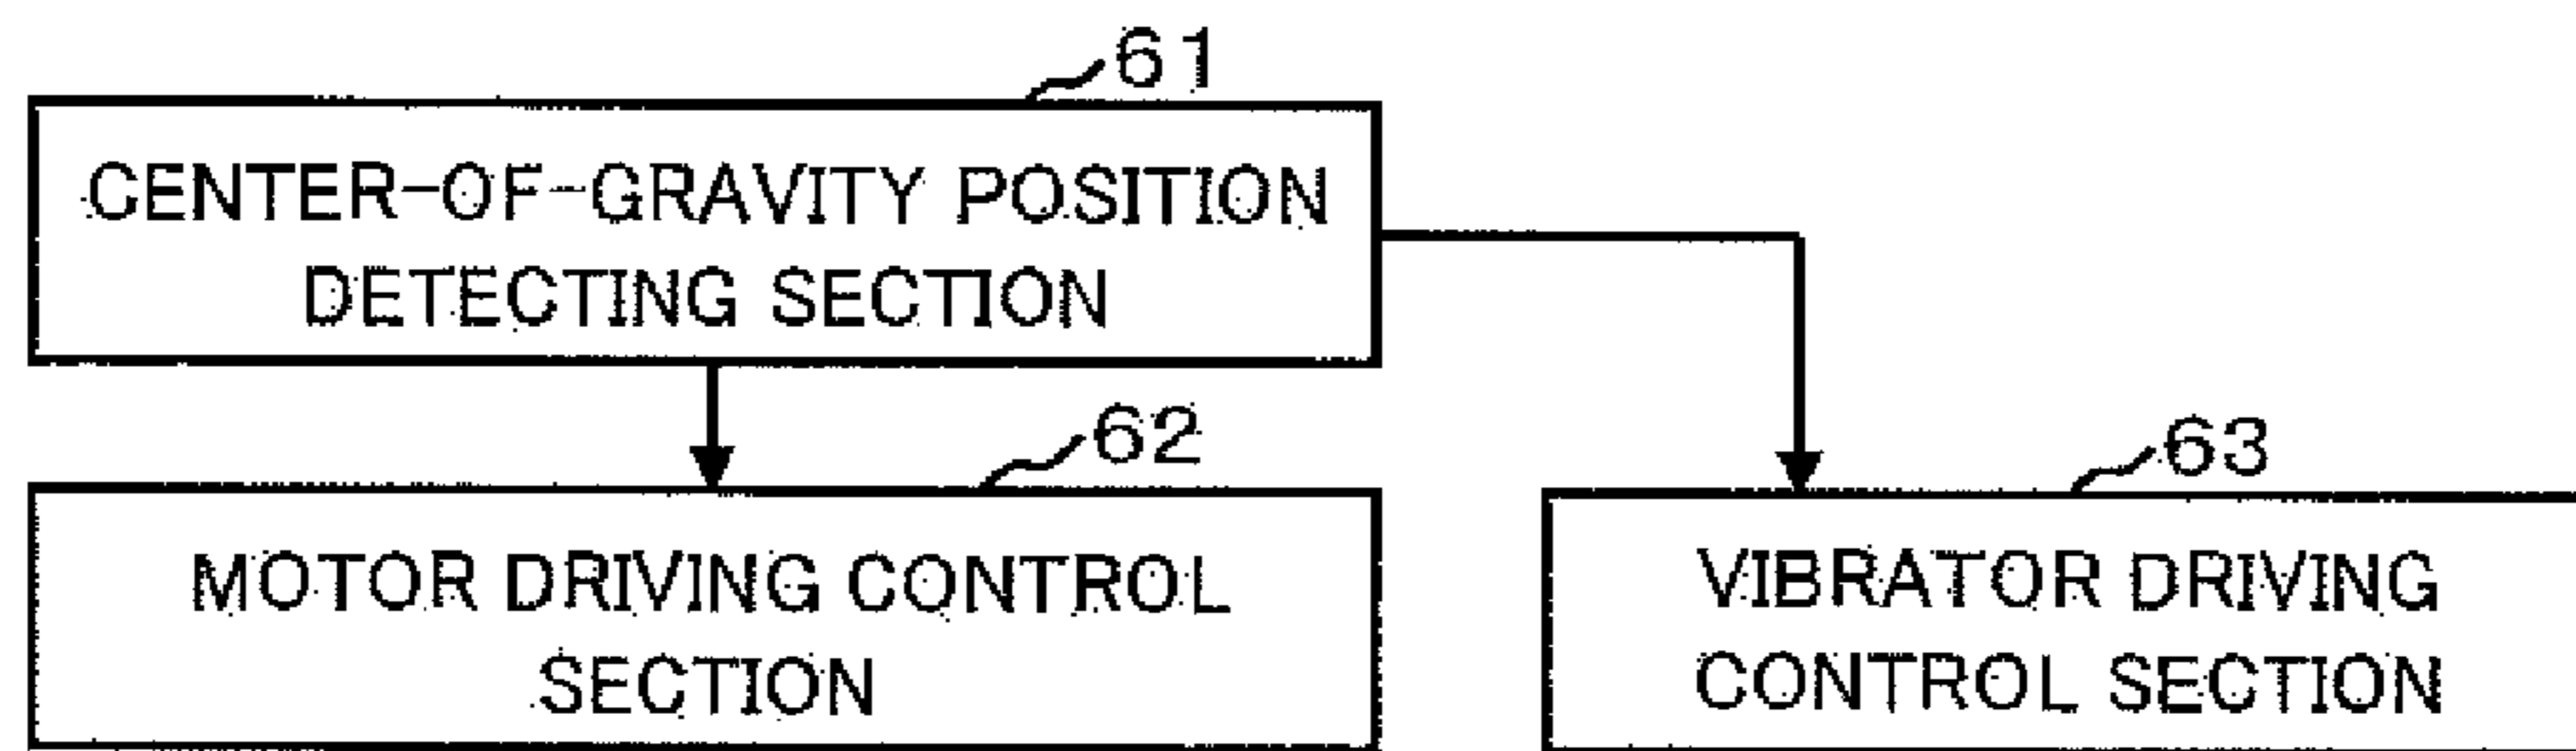 61
CENTER-OF-GRAVITY POSITION
DETECTING SECTION
62
MOTOR DRIVING CONTROL
SECTION
63
VIBRATOR DRIVING
CONTROL SECTION